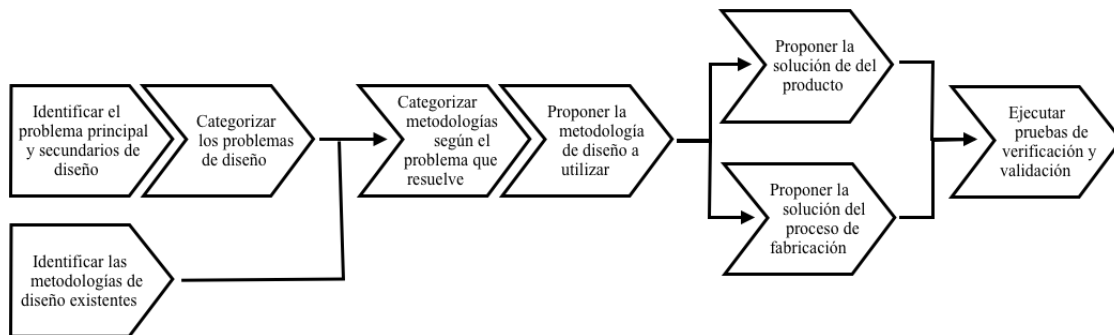 Identificar el
problema principal
y secundarios de
diseño
Categorizar
los problemas
de diseño
Identificar las
metodologías de
diseño existentes
Categorizar
metodologías
según el
problema que
resuelve
Proponer la
metodología
de diseño a
utilizar
Proponer la
solución de del
producto
Proponer la
solución del
proceso de
fabricación
Ejecutar
pruebas de
verificación y
validación